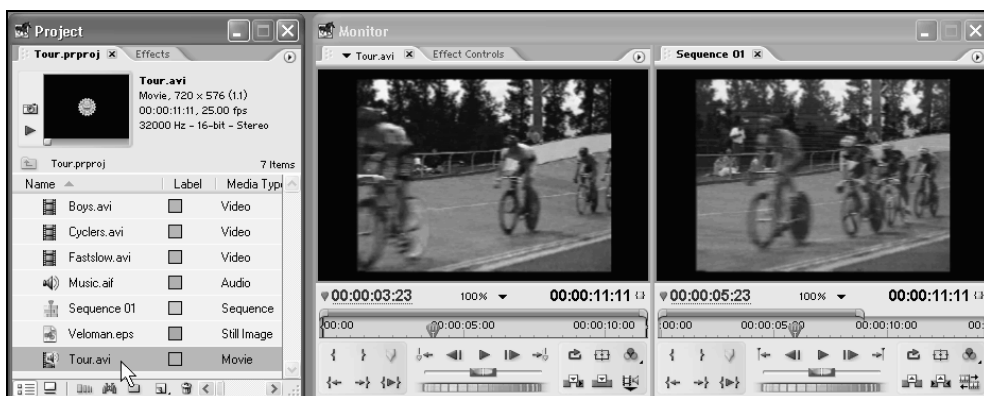 Project
Tour.prproj Effects
Tour.avi
Movie, 720 × 576 (1.1)
00:00:11:11, 25.00 fps
32000 Hz - 16-bit - Stereo
Tour.prproj 7 Items
Name Label Media Typ
Boys.avi Video
Cyclers.avi Video
Fastslow.avi Video
Music.aif Audio
Sequence 01 Sequence
Veloman.eps Still Image
Tour.avi Movie
Monitor
Tour.avi Effect Controls
00:00:03:23 100% 00:00:11:11
00:00 00:00:05:00 00:00:10:00
Sequence 01
00:00:05:23 100% 00:00:11:11
00:00 00:00:05:00 00:00:10:00 00: